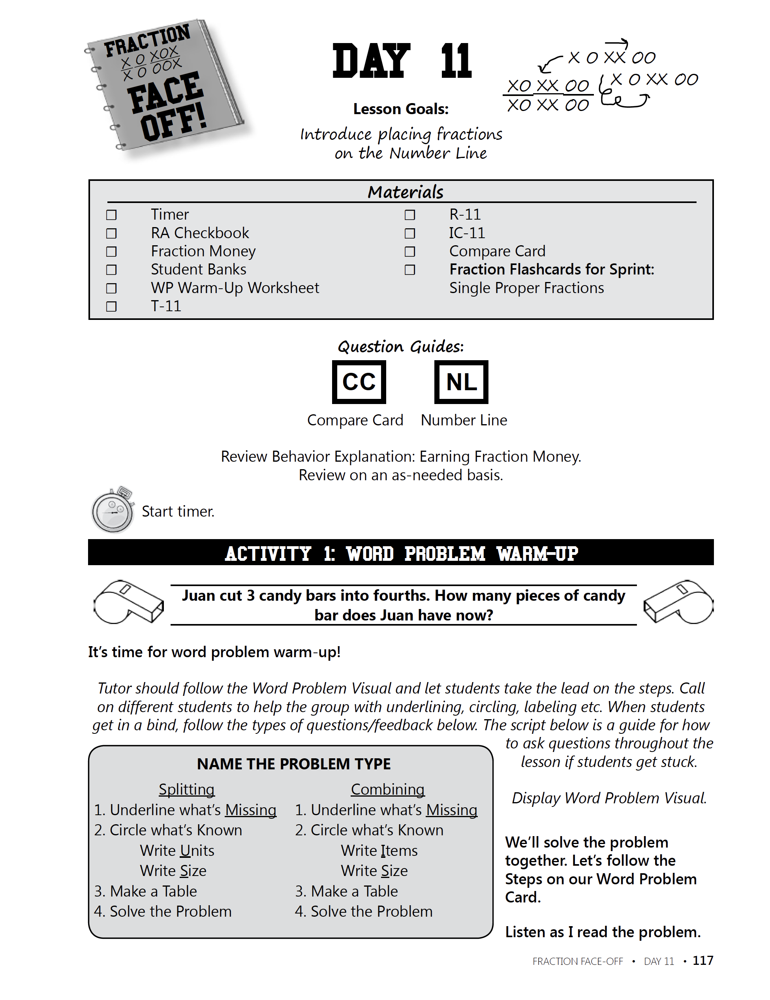 FRACTION
X O XOX
X O OOX
FACE
OFF!
DAY 11
X O XX OO
X O XX OO
XO XX OO
XO XX OO
Lesson Goals:
Introduce placing fractions
on the Number Line
Materials
❒ Timer
❒ RA Checkbook
❒ Fraction Money
❒ Student Banks
❒ WP Warm-Up Worksheet
❒ T-11
❒ R-11
❒ IC-11
❒ Compare Card
❒ Fraction Flashcards for Sprint:
Single Proper Fractions
Question Guides:
CC NL
Compare Card Number Line
Review Behavior Explanation: Earning Fraction Money.
Review on an as-needed basis.
Start timer.
ACTIVITY 1: WORD PROBLEM WARM-UP
Juan cut 3 candy bars into fourths. How many pieces of candy
bar does Juan have now?
It's time for word problem warm-up!
Tutor should follow the Word Problem Visual and let students take the lead on the steps. Call
on different students to help the group with underlining, circling, labeling etc. When students
get in a bind, follow the types of questions/feedback below. The script below is a guide for how
to ask questions throughout the
lesson if students get stuck.
Display Word Problem Visual.
We'll solve the problem
together. Let's follow the
Steps on our Word Problem
Card.
Listen as I read the problem.
NAME THE PROBLEM TYPE
Splitting
1. Underline what's Missing
2. Circle what's Known
Write Units
Write Size
3. Make a Table
4. Solve the Problem
Combining
1. Underline what's Missing
2. Circle what's Known
Write Items
Write Size
3. Make a Table
4. Solve the Problem
FRACTION FACE-OFF • DAY 11 • 117